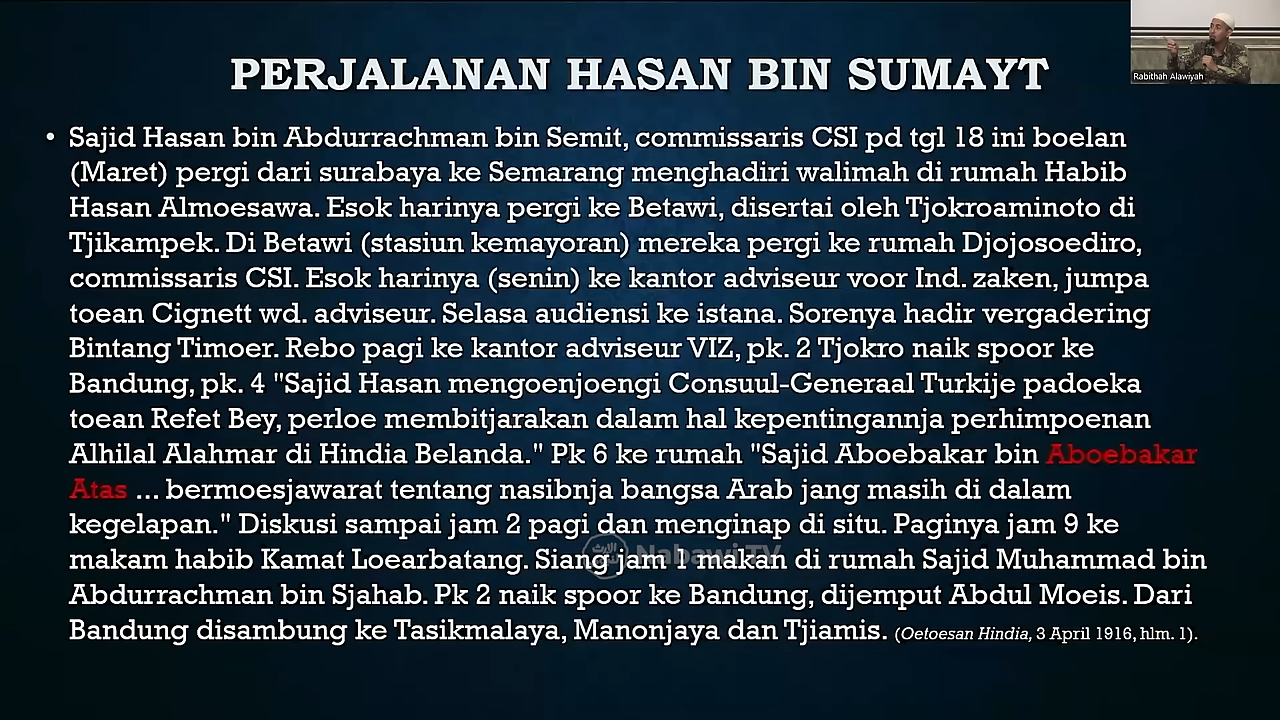 PERJALANAN HASAN BIN SUMAYT
Rabithah Alawiyah
• Sajid Hasan bin Abdurrachman bin Semit, commissaris CSI pd tgl 18 ini boelan
(Maret) pergi dari surabaya ke Semarang menghadiri walimah di rumah Habib
Hasan Almoesawa. Esok harinya pergi ke Betawi, disertai oleh Tjokroaminoto di
Tjikampek. Di Betawi (stasiun kemayoran) mereka pergi ke rumah Djojosoediro,
commissaris CSI. Esok harinya (senin) ke kantor adviseur voor Ind. zaken, jumpa
toean Cignett wd. adviseur. Selasa audiensi ke istana. Sorenya hadir vergadering
Bintang Timoer. Rebo pagi ke kantor adviseur VIZ, pk. 2 Tjokro naik spoor ke
Bandung, pk. 4 "Sajid Hasan mengoenjoengi Consuul-Generaal Turkije padoeka
toean Refet Bey, perloe membitjarakan dalam hal kepentingannja perhimpoenan
Alhilal Alahmar di Hindia Belanda." Pk 6 ke rumah "Sajid Aboebakar bin Aboebakar
Atas ... bermoesjawarat tentang nasibnja bangsa Arab jang masih di dalam
kegelapan." Diskusi sampai jam 2 pagi dan menginap di situ. Paginya jam 9 ke
makam habib Kamat Loearbatang. Siang jam 1 makan di rumah Sajid Muhammad bin
Abdurrachman bin Sjahab. Pk 2 naik spoor ke Bandung, dijemput Abdul Moeis. Dari
Bandung disambung ke Tasikmalaya, Manonjaya dan Tjiamis. (Oetoesan Hindia, 3 April 1916, hlm. 1).
Nabawi TV